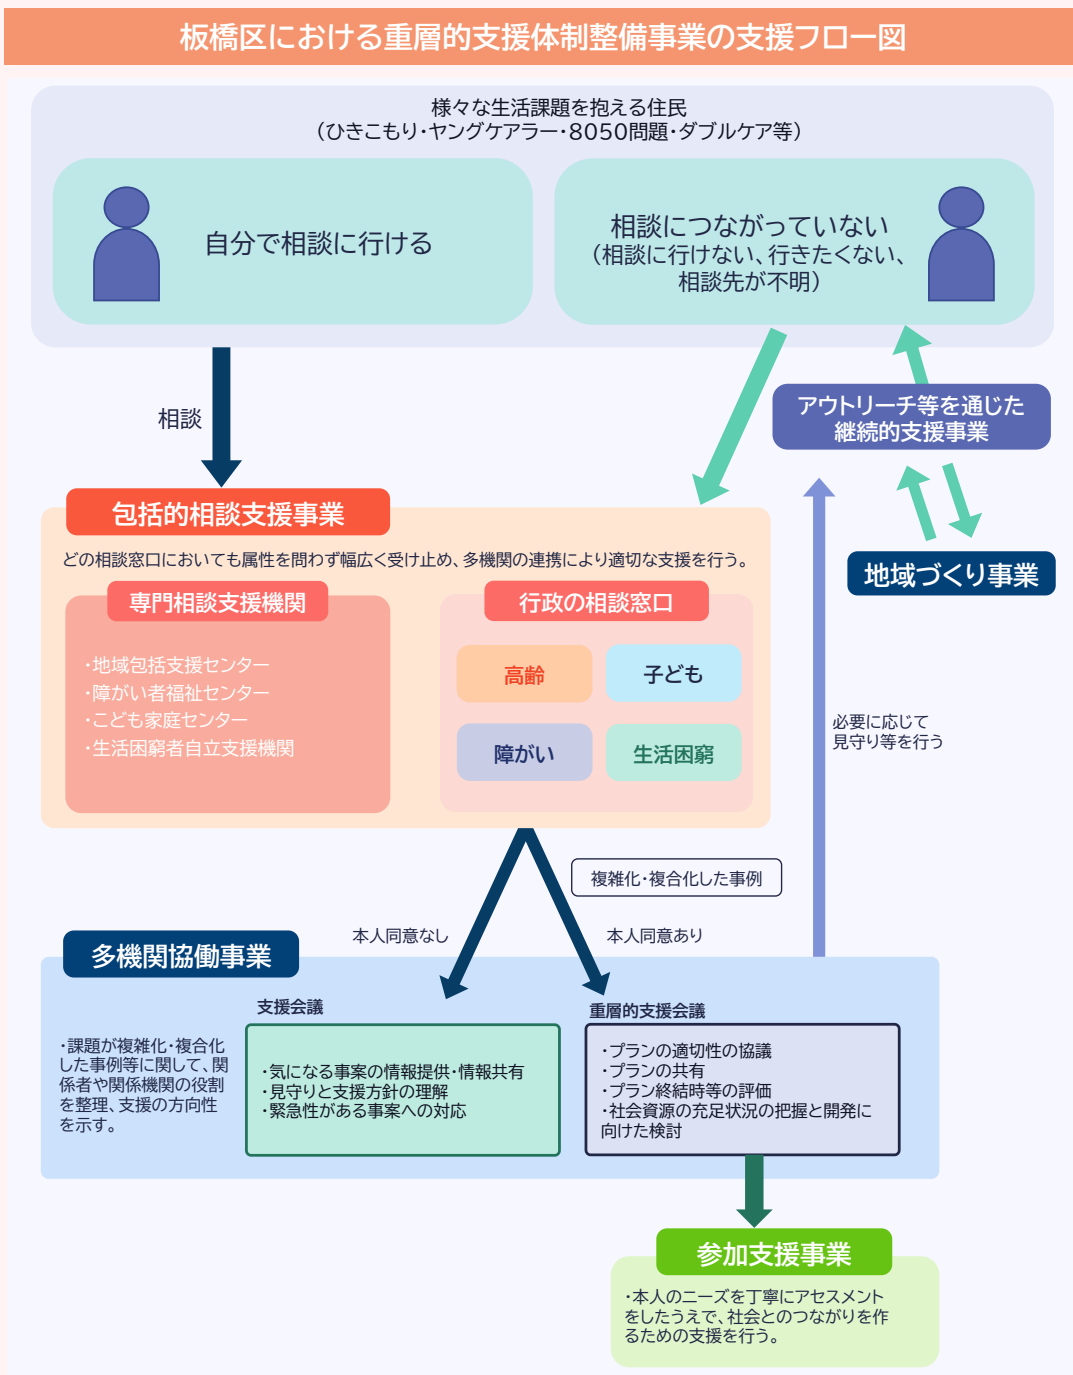 板橋区における重層的支援体制整備事業の支援フロー図
様々な生活課題を抱える住民
（ひきこもり・ヤングケアラー・8050問題・ダブルケア等）
自分で相談に行ける
相談につながっていない
（相談に行けない、行きたくない、
相談先が不明）
相談
アウトリーチ等を通じた
継続的支援事業
地域づくり事業
包括的相談支援事業
どの相談窓口においても属性を問わず幅広く受け止め、多機関の連携により適切な支援を行う。
専門相談支援機関
・地域包括支援センター
・障がい者福祉センター
・こども家庭センター
・生活困窮者自立支援機関
行政の相談窓口
高齢
子ども
障がい
生活困窮
必要に応じて
見守り等を行う
複雑化・複合化した事例
本人同意なし
本人同意あり
多機関協働事業
・課題が複雑化・複合化
した事例等に関して、関
係者や関係機関の役割
を整理、支援の方向性
を示す。
支援会議
・気になる事案の情報提供・情報共有
・見守りと支援方針の理解
・緊急性がある事案への対応
重層的支援会議
・プランの適切性の協議
・プランの共有
・プラン終結時等の評価
・社会資源の充足状況の把握と開発に
向けた検討
参加支援事業
・本人のニーズを丁寧にアセスメント
をしたうえで、社会とのつながりを作
るための支援を行う。